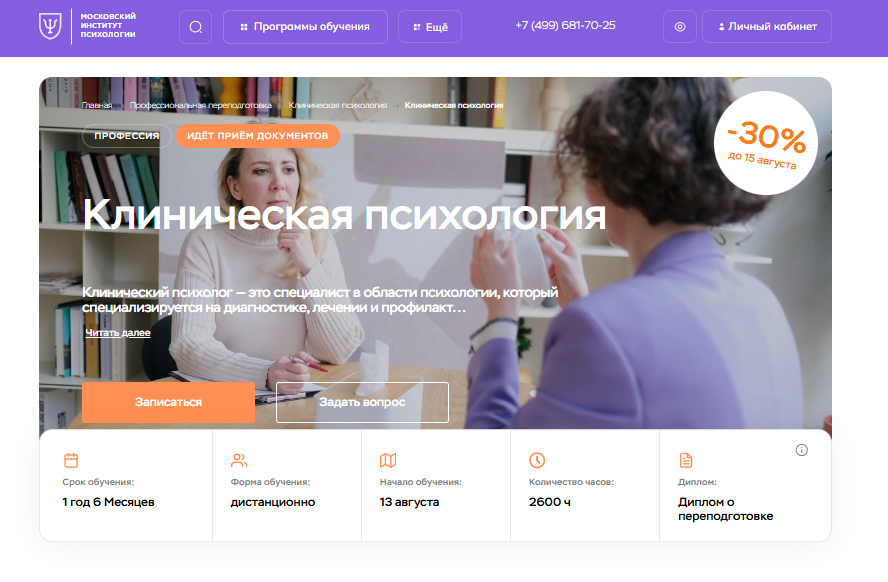 МОСКОВСКИЙ
ИНСТИТУТ
ПСИХОЛОГИИ
Программы обучения
Ещё
+7 (499) 681-70-25
Личный кабинет
Главная
Профессиональная переподготовка
Клиническая психология
Клиническая психология
ПРОФЕССИЯ
ИДЁТ ПРИЁМ ДОКУМЕНТОВ
-30%
до 15 августа
Клиническая психология
Клинический психолог — это специалист в области психологии, который
специализируется на диагностике, лечении и профилакт...
Читать далее
Записаться
Задать вопрос
Срок обучения:
1 год 6 Месяцев
Форма обучения:
дистанционно
Начало обучения:
13 августа
Количество часов:
2600 ч
Диплом:
Диплом о
переподготовке